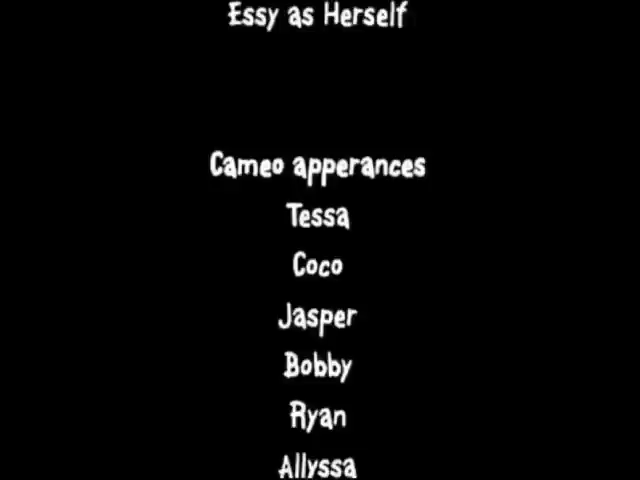 Essy as Herself
Cameo apperances
Tessa
Coco
Jasper
Bobby
Ryan
Allyssa